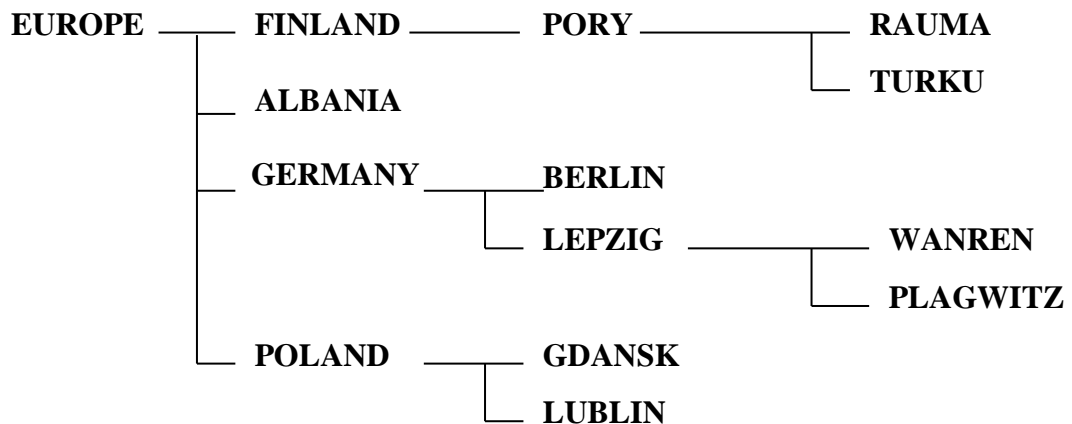 EUROPE FINLAND PORY RAUMA
TURKU
ALBANIA
GERMANY BERLIN
LEPZIG WANREN
PLAGWITZ
POLAND GDANSK
LUBLIN